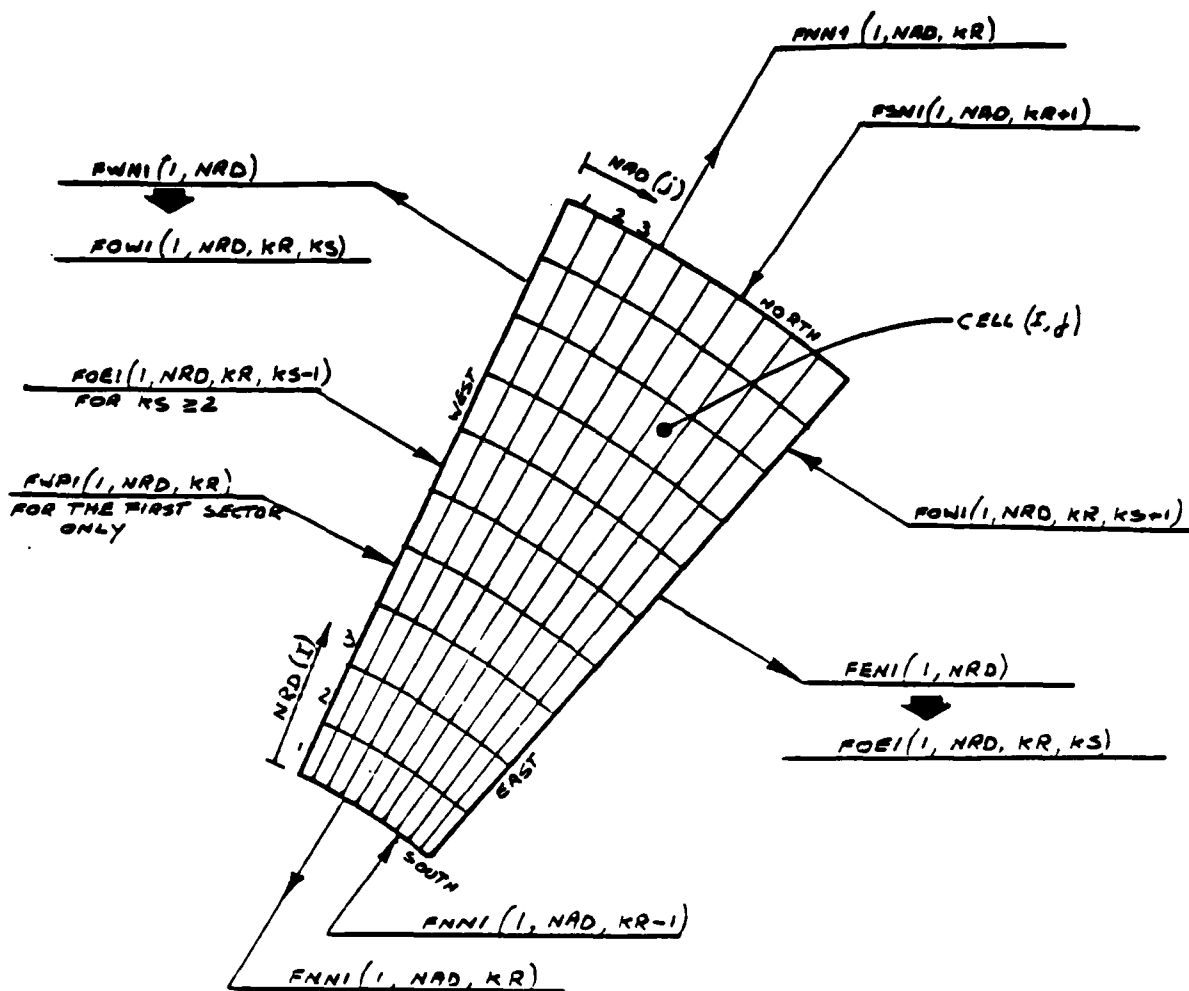 FNN1 (1, NAD, KR)
FSN1(1, NAD, KR+1)
FWN1(1, NRD)
NAD(j)
1 2 3
FOW1(1, NRD, KR, KS)
NORTH
CELL(I,j)
FOE1(1, NRD, KR, KS-1)
FOR KS ≥2
WEST
FWP1(1, NRD, KR)
FOR THE FIRST SECTOR
ONLY
FOW1(1, NRD, KR, KS+1)
NRD(I)
3
2
1
FEN1(1, NRD)
FOE1(1, NRD, KR, KS)
EAST
SOUTH
FNN1 (1, NAD, KR-1)
FNN1 (1, NAD, KR)